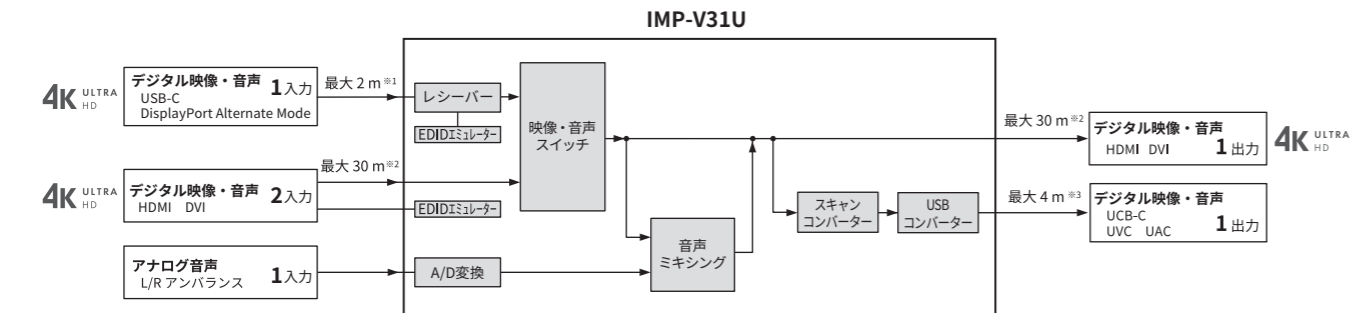 IMP-V31U
4K ULTRA HD
デジタル映像・音声 1入力
USB-C
DisplayPort Alternate Mode
最大 2 m※1
レシーバー
EDIDエミュレーター
映像・音声
スイッチ
4K ULTRA HD
デジタル映像・音声 2入力
HDMI DVI
最大 30 m※2
EDIDエミュレーター
アナログ音声 1入力
L/R アンバランス
A/D変換
音声
ミキシング
スキャン
コンバーター
USB
コンバーター
最大 30 m※2
デジタル映像・音声
HDMI DVI 1出力
4K ULTRA HD
最大 4 m※3
デジタル映像・音声
UCB-C
UVC UAC 1出力